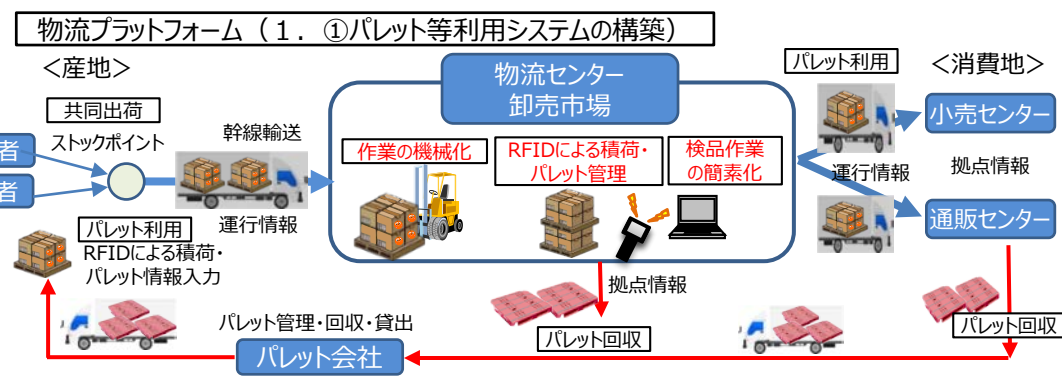 物流プラットフォーム（１．①パレット等利用システムの構築）
＜産地＞
共同出荷
ストックポイント
者
者
幹線輸送
運行情報
パレット利用
RFIDによる積荷・
パレット情報入力
物流センター
卸売市場
作業の機械化
RFIDによる積荷・
パレット管理
検品作業
の簡素化
パレット利用
＜消費地＞
小売センター
運行情報
拠点情報
通販センター
拠点情報
パレット回収
パレット回収
パレット管理・回収・貸出
パレット会社